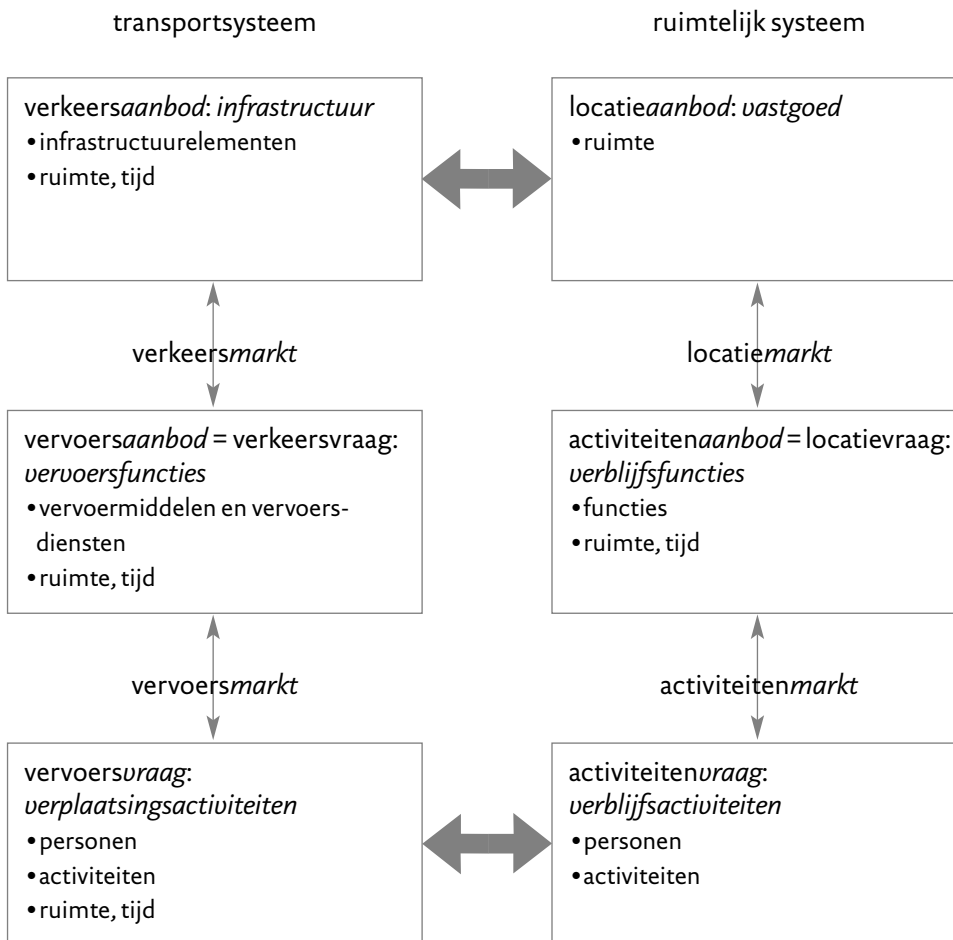 transportsysteem
ruimtelijk systeem
verkeersaanbod: infrastructuur
•infrastructuurelementen
•ruimte, tijd
locatieaanbod: vastgoed
•ruimte
verkeersmarkt
locatiemarkt
vervoersaanbod = verkeersvraag:
vervoersfuncties
•vervoermiddelen en vervoers-
diensten
•ruimte, tijd
activiteitenaanbod = locatievraag:
verblijfsfuncties
•functies
•ruimte, tijd
vervoersmarkt
activiteitenmarkt
vervoersvraag:
verplaatsingsactiviteiten
•personen
•activiteiten
•ruimte, tijd
activiteitenvraag:
verblijfsactiviteiten
•personen
•activiteiten